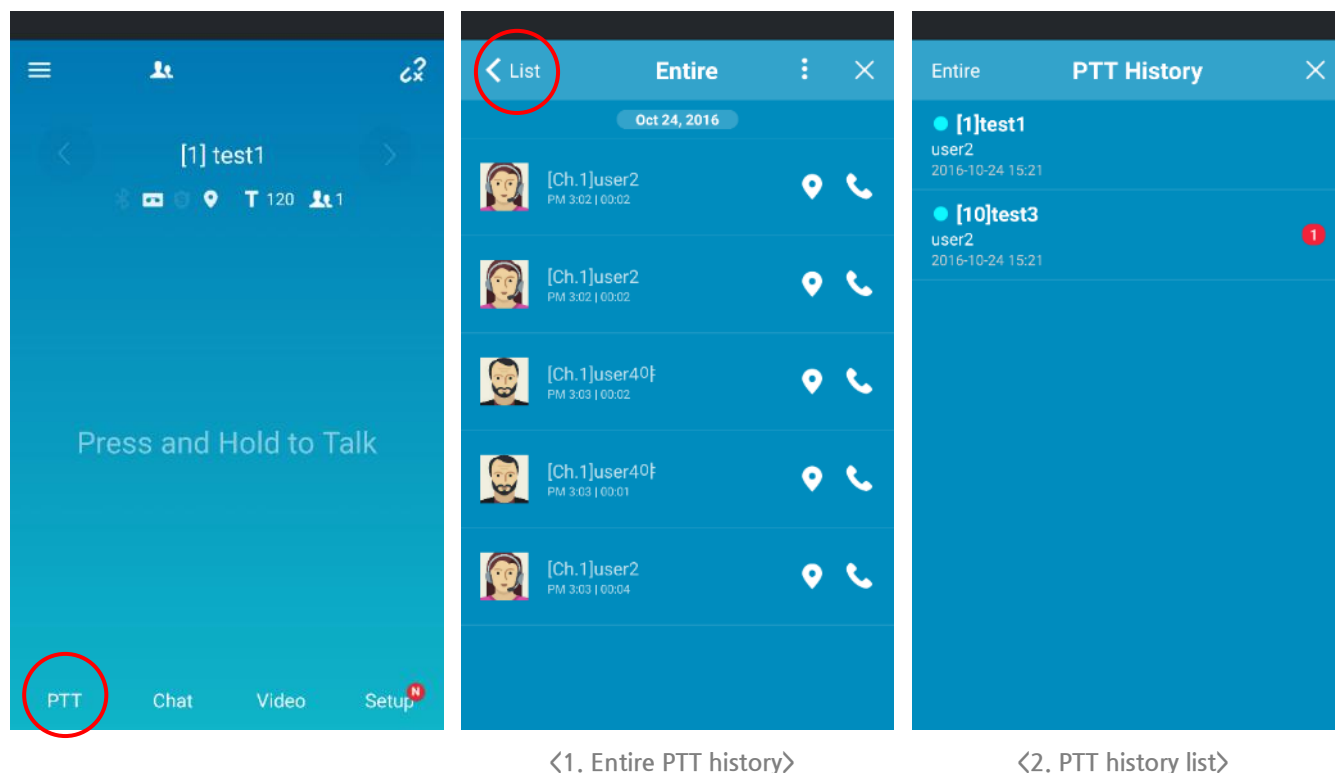 [1] test1
T 120 1
Press and Hold to Talk
PTT Chat Video Setup N
List Entire
Oct 24, 2016
[Ch.1]user2
PM 3:02 | 00:02
[Ch.1]user2
PM 3:02 | 00:02
[Ch.1]user4야
PM 3:03 | 00:02
[Ch.1]user4야
PM 3:03 | 00:01
[Ch.1]user2
PM 3:03 | 00:04
<1. Entire PTT history>
Entire PTT History
[1]test1
user2
2016-10-24 15:21
[10]test3
user2 1
2016-10-24 15:21
<2. PTT history list>